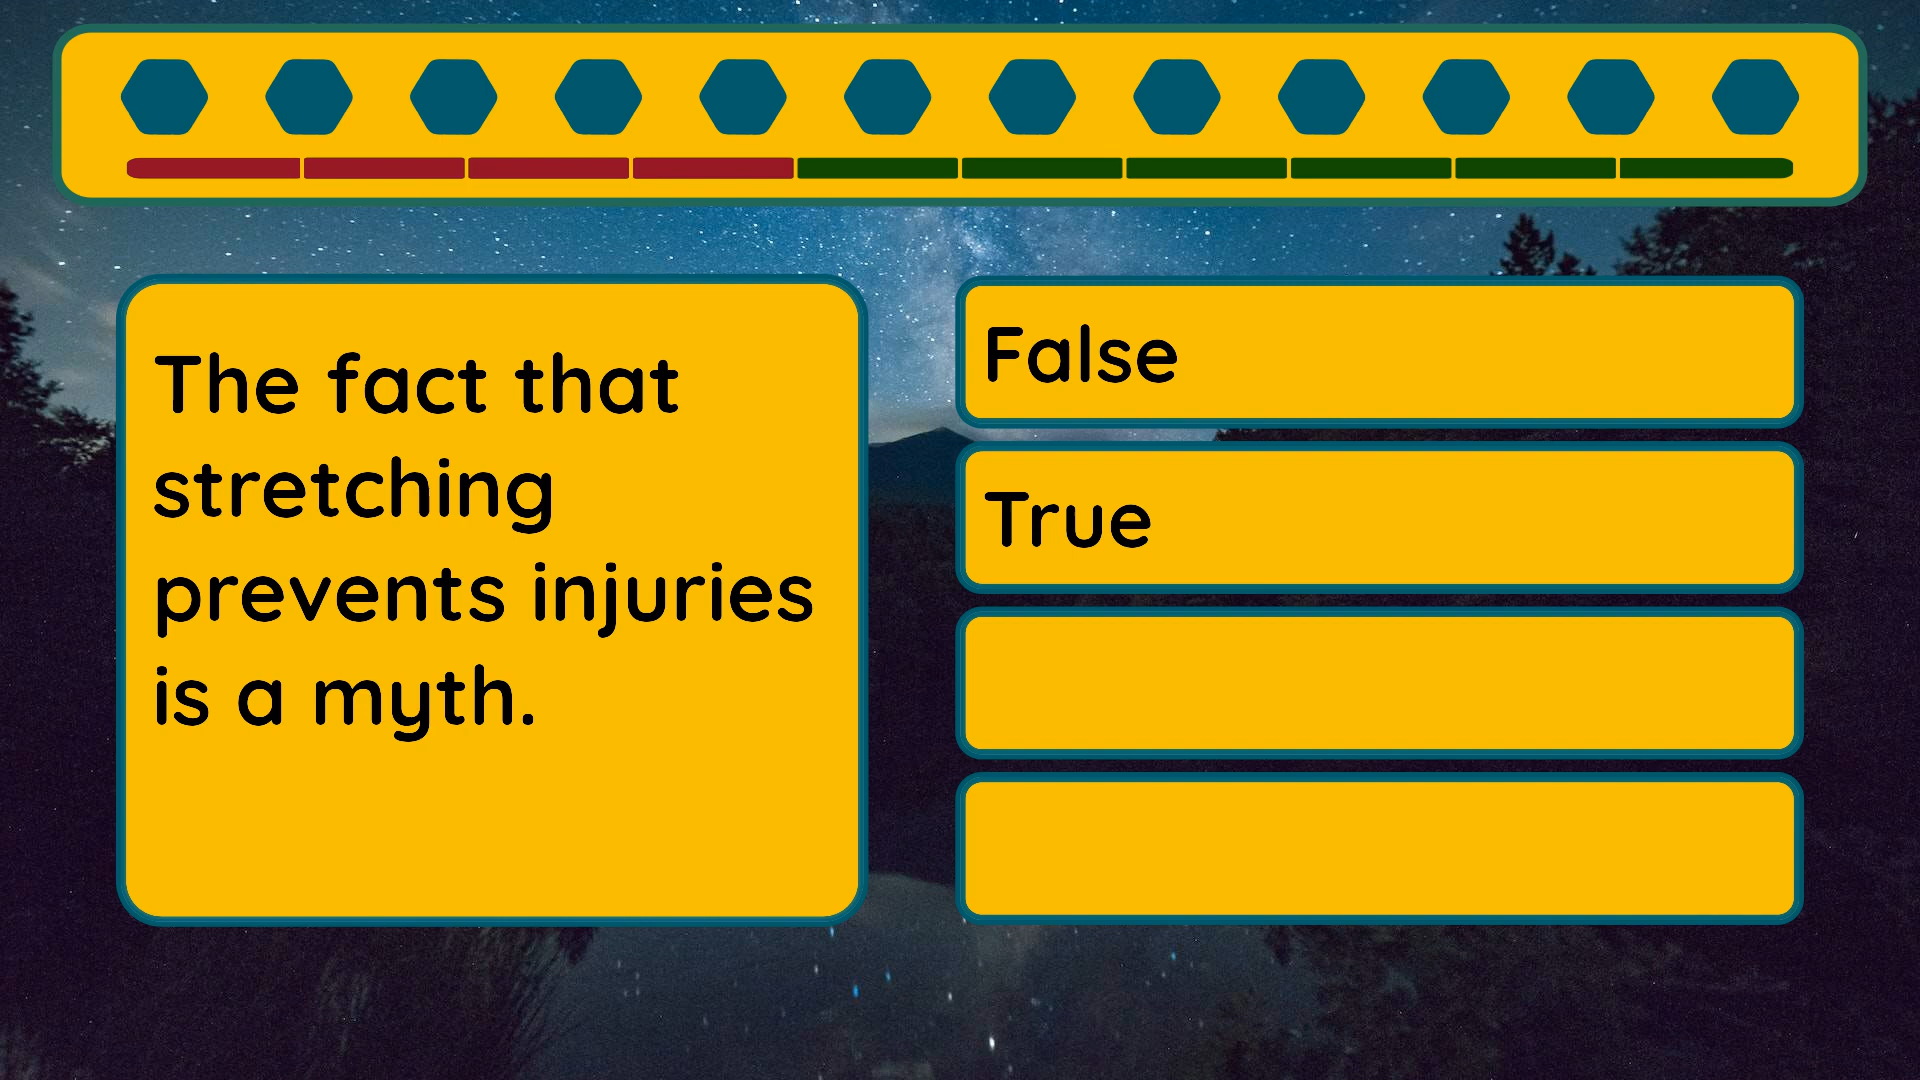 The fact that
stretching
prevents injuries
is a myth.
False
True